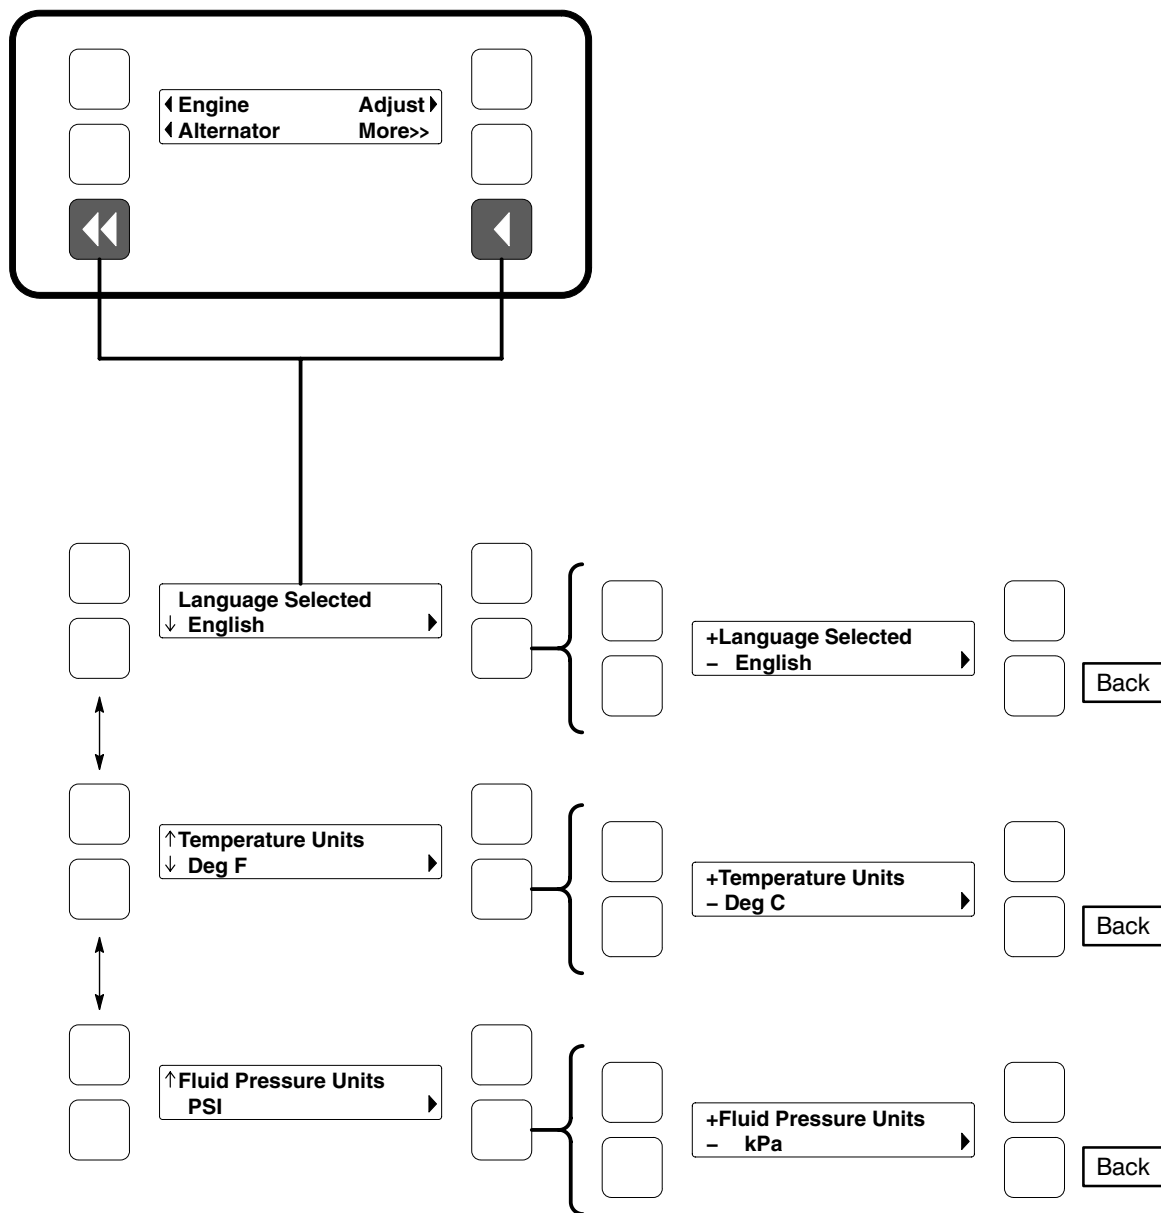 Engine Adjust
Alternator More>>
Language Selected
↓ English
+Language Selected
– English
Back
↑Temperature Units
↓ Deg F
+Temperature Units
– Deg C
Back
↑Fluid Pressure Units
PSI
+Fluid Pressure Units
– kPa
Back